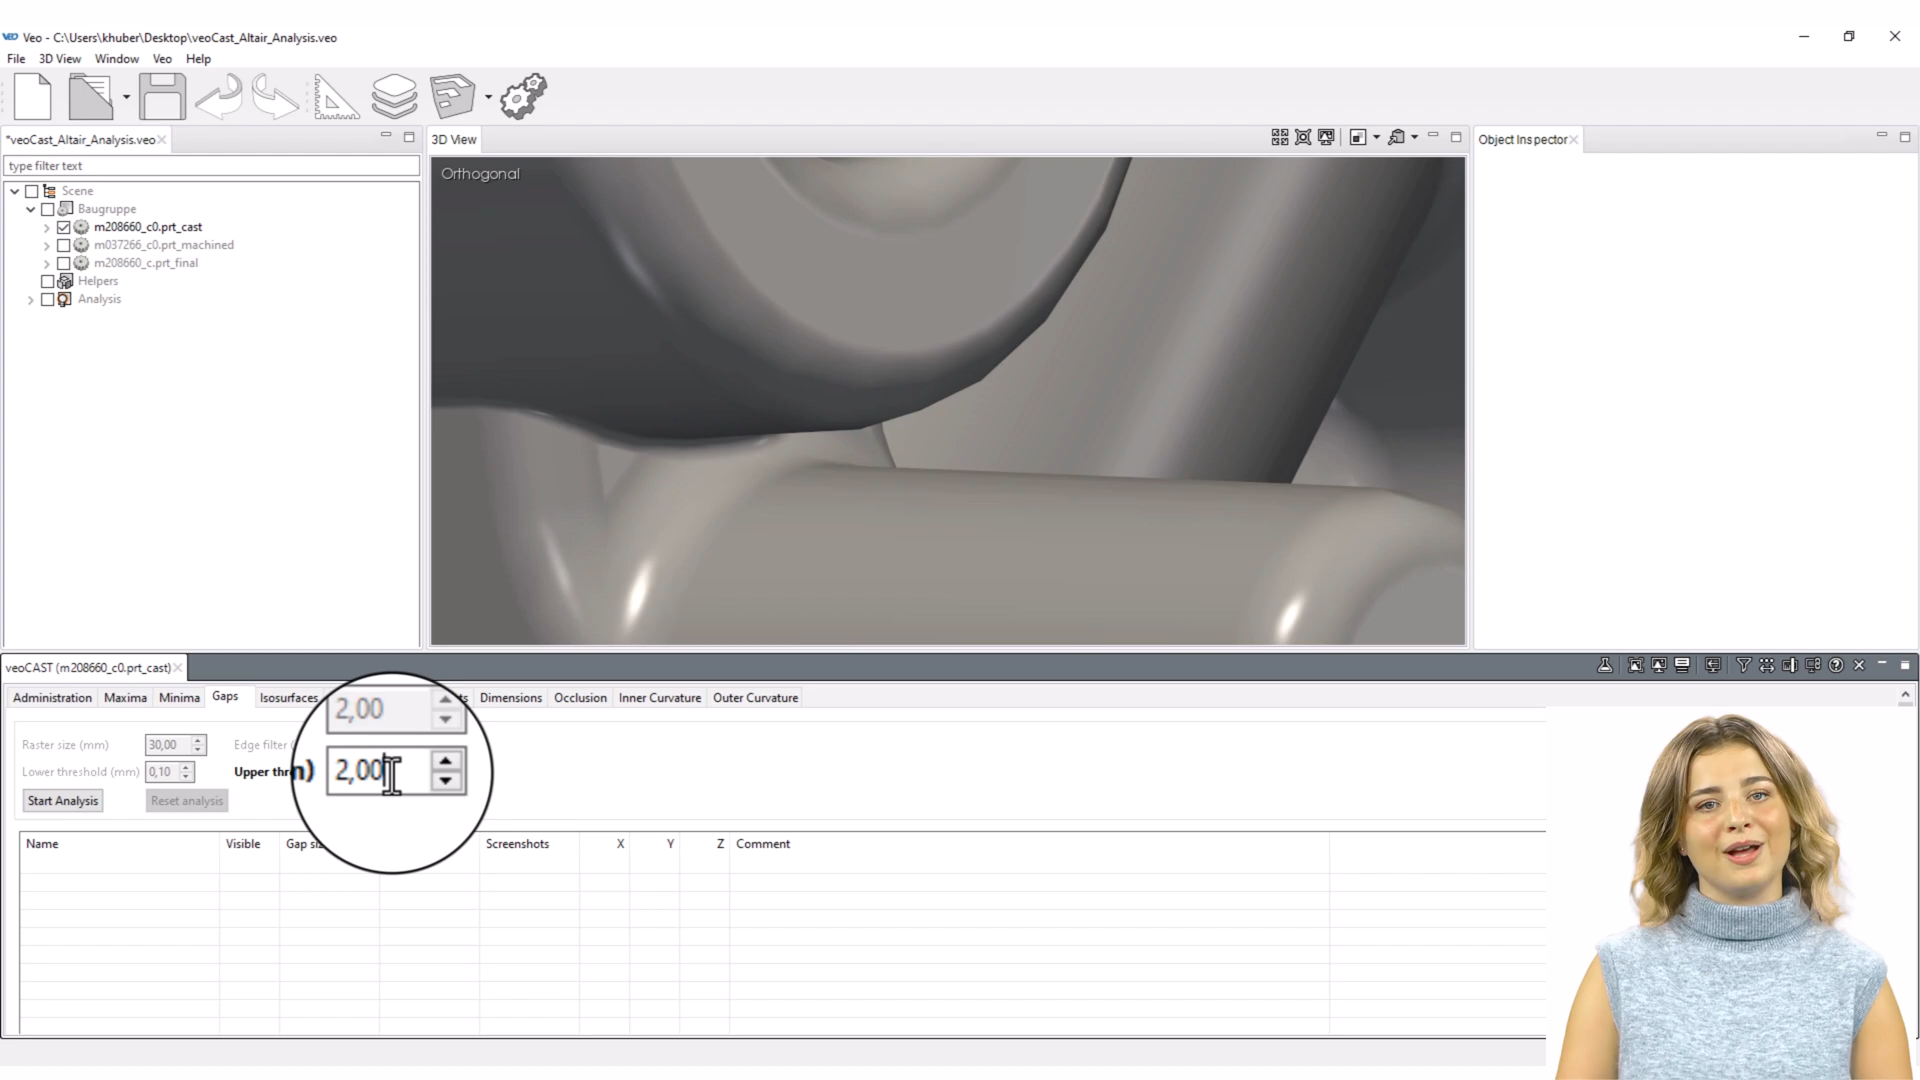 VEO Veo - C:\Users\khuber\Desktop\veoCast_Altair_Analysis.veo
File 3D View Window Veo Help
*veoCast_Altair_Analysis.veo
3D View
Object Inspector
type filter text
Orthogonal
Scene
Baugruppe
m208660_c0.prt_cast
m037266_c0.prt_machined
m208660_c.prt_final
Helpers
Analysis
veoCAST (m208660_c0.prt_cast)
Administration Maxima Minima Gaps Isosurfaces Dimensions Occlusion Inner Curvature Outer Curvature
Raster size (mm) 30,00 Edge filter 2,00
Lower threshold (mm) 0,10 Upper 2,00
Start Analysis Reset analysis
Name Visible Gap Screenshots X Y Z Comment